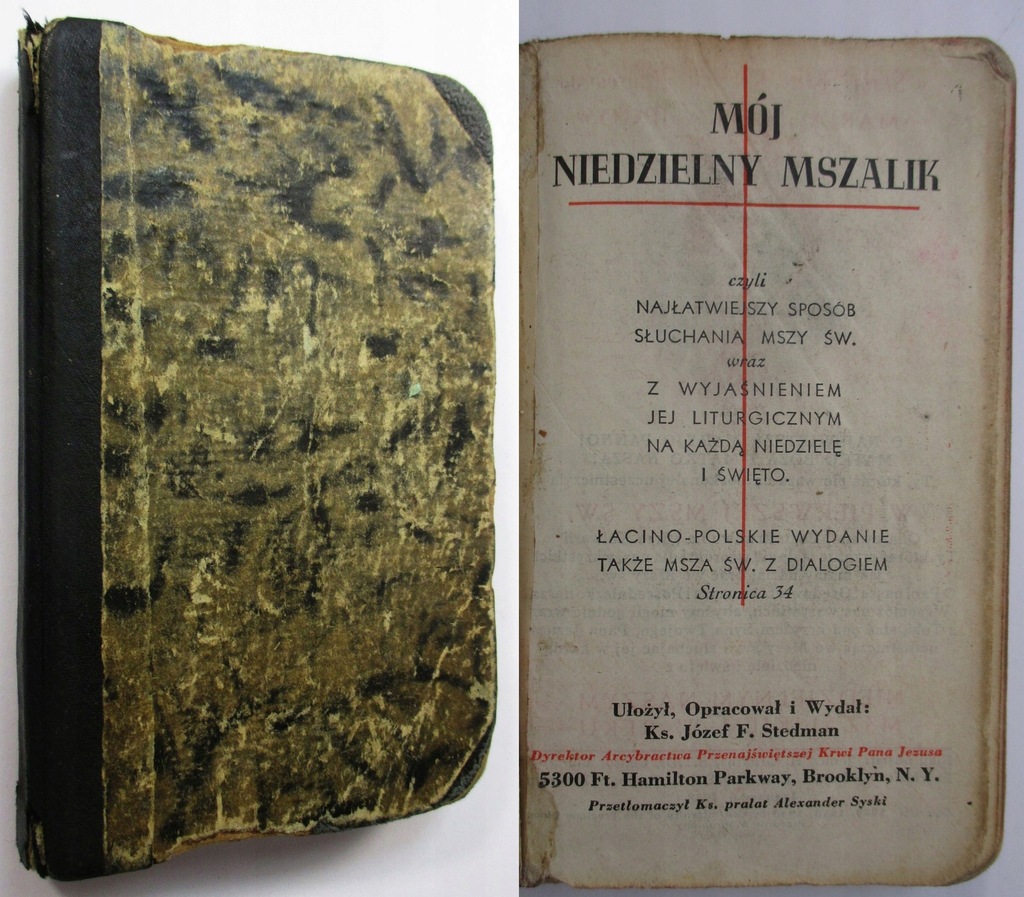 MÓJ
NIEDZIELNY MSZALIK
czyli
NAJŁATWIEJSZY SPOSÓB
SŁUCHANIA MSZY ŚW.
wraz
Z WYJAŚNIENIEM
JEJ LITURGICZNYM
NA KAŻDĄ NIEDZIELĘ
I ŚWIĘTO.
ŁACINO-POLSKIE WYDANIE
TAKŻE MSZA ŚW. Z DIALOGIEM
Stronica 34
Ułożył, Opracował i Wydał:
Ks. Józef F. Stedman
Dyrektor Arcybractwa Przenajświętszej Krwi Pana Jezusa
5300 Ft. Hamilton Parkway, Brooklyn, N. Y.
Przetłomaczył Ks. prałat Alexander Syski